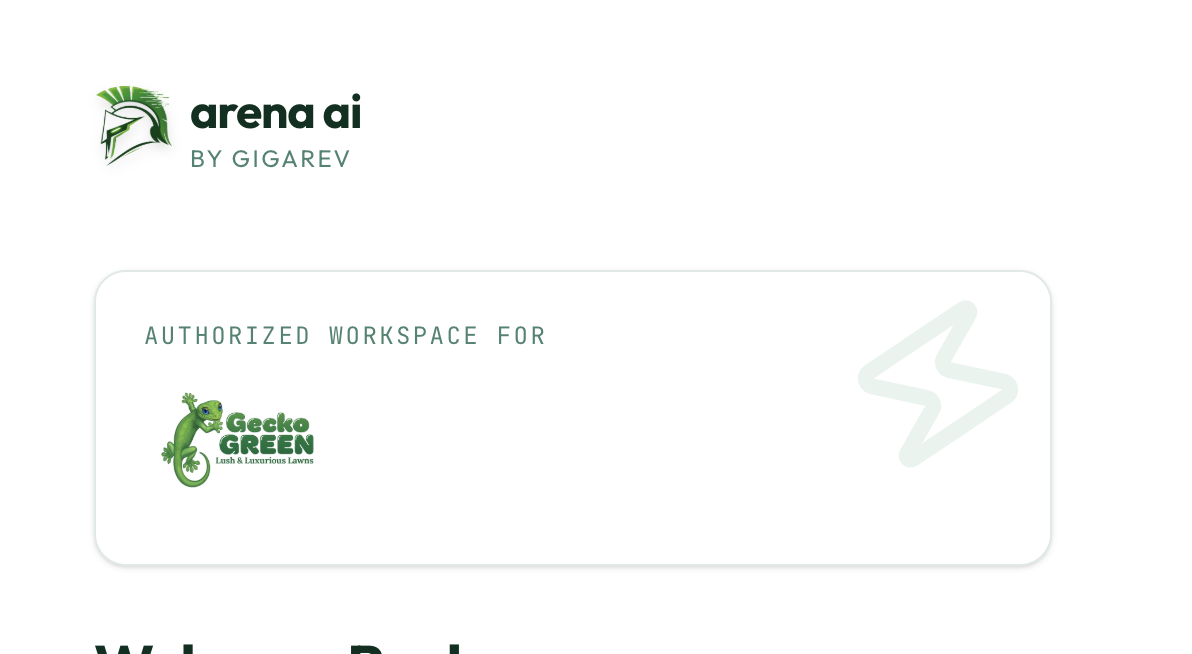 arena ai
BY GIGAREV
AUTHORIZED WORKSPACE FOR
Gecko
GREEN
Lush & Luxurious Lawns